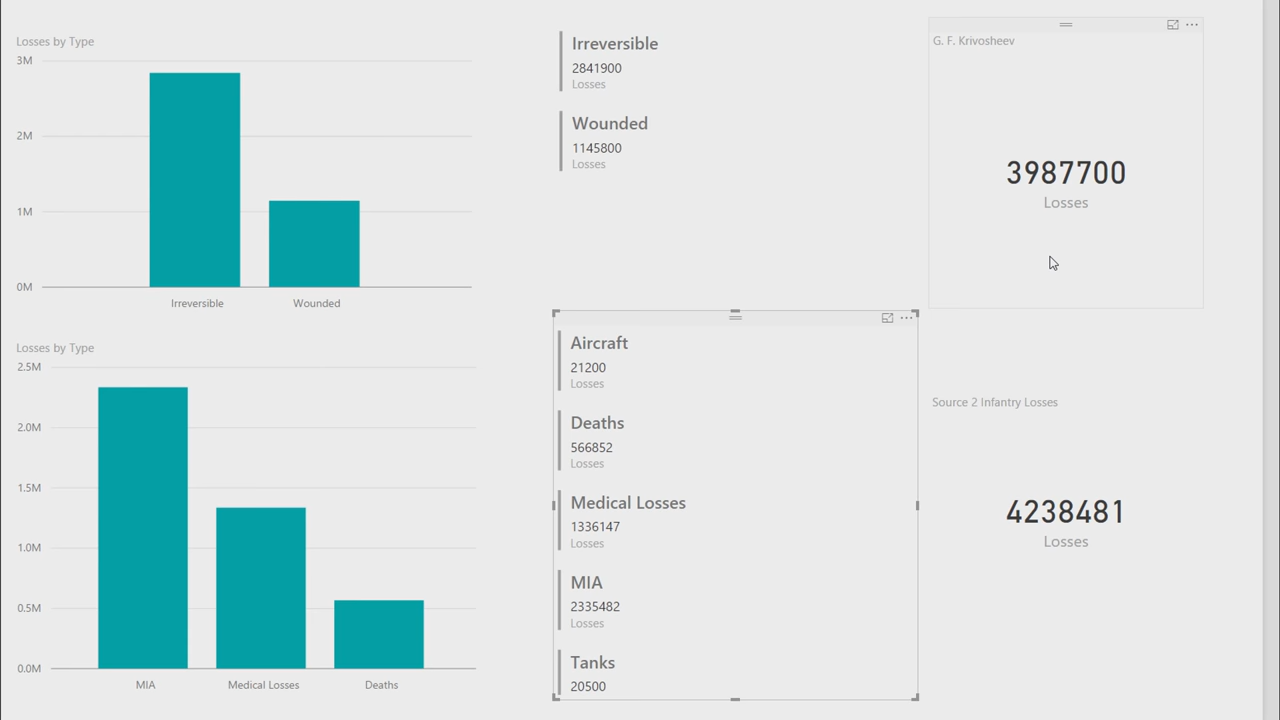 Losses by Type
3M
2M
1M
0M
Irreversible
Wounded
Irreversible
2841900
Losses
Wounded
1145800
Losses
G. F. Krivosheev
3987700
Losses
Losses by Type
2.5M
2.0M
1.5M
1.0M
0.5M
0.0M
MIA
Medical Losses
Deaths
Aircraft
21200
Losses
Deaths
566852
Losses
Medical Losses
1336147
Losses
MIA
2335482
Losses
Tanks
20500
Source 2 Infantry Losses
4238481
Losses